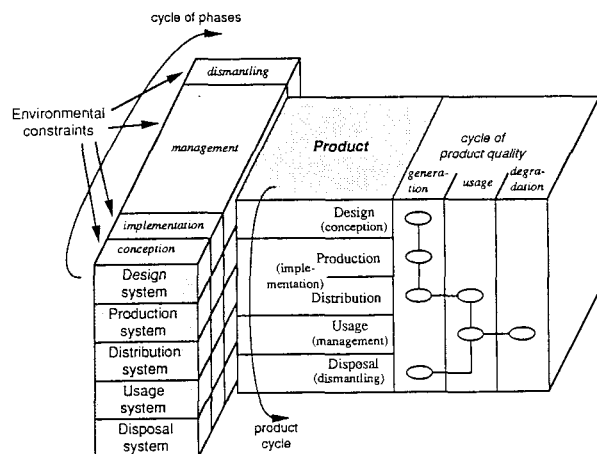 cycle of phases
dismantling
Environmental
constraints
management
implementation
conception
Design
system
Production
system
Distribution
system
Usage
system
Disposal
system
Product
cycle of
product quality
genera-
tion
usage
degra-
dation
Design
(conception)
Production
(imple-
mentation)
Distribution
Usage
(management)
Disposal
(dismantling)
product
cycle